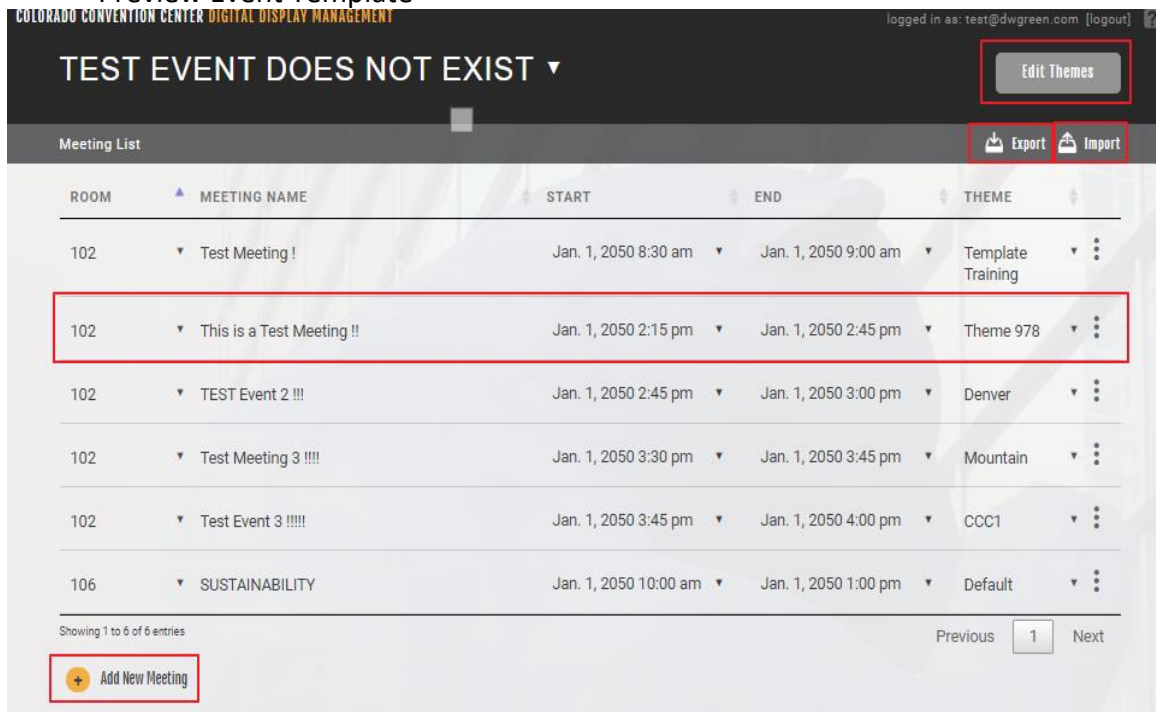 Preview Event Template
COLORADO CONVENTION CENTER DIGITAL DISPLAY MANAGEMENT logged in as: test@dwgreen.com [logout] ?
TEST EVENT DOES NOT EXIST ▼ Edit Themes
Meeting List Export Import
ROOM MEETING NAME START END THEME
102 Test Meeting ! Jan. 1, 2050 8:30 am Jan. 1, 2050 9:00 am Template
Training
102 This is a Test Meeting !! Jan. 1, 2050 2:15 pm Jan. 1, 2050 2:45 pm Theme 978
102 TEST Event 2 !!! Jan. 1, 2050 2:45 pm Jan. 1, 2050 3:00 pm Denver
102 Test Meeting 3 !!!! Jan. 1, 2050 3:30 pm Jan. 1, 2050 3:45 pm Mountain
102 Test Event 3 !!!!! Jan. 1, 2050 3:45 pm Jan. 1, 2050 4:00 pm CCC1
106 SUSTAINABILITY Jan. 1, 2050 10:00 am Jan. 1, 2050 1:00 pm Default
Showing 1 to 6 of 6 entries
Previous 1 Next
+ Add New Meeting